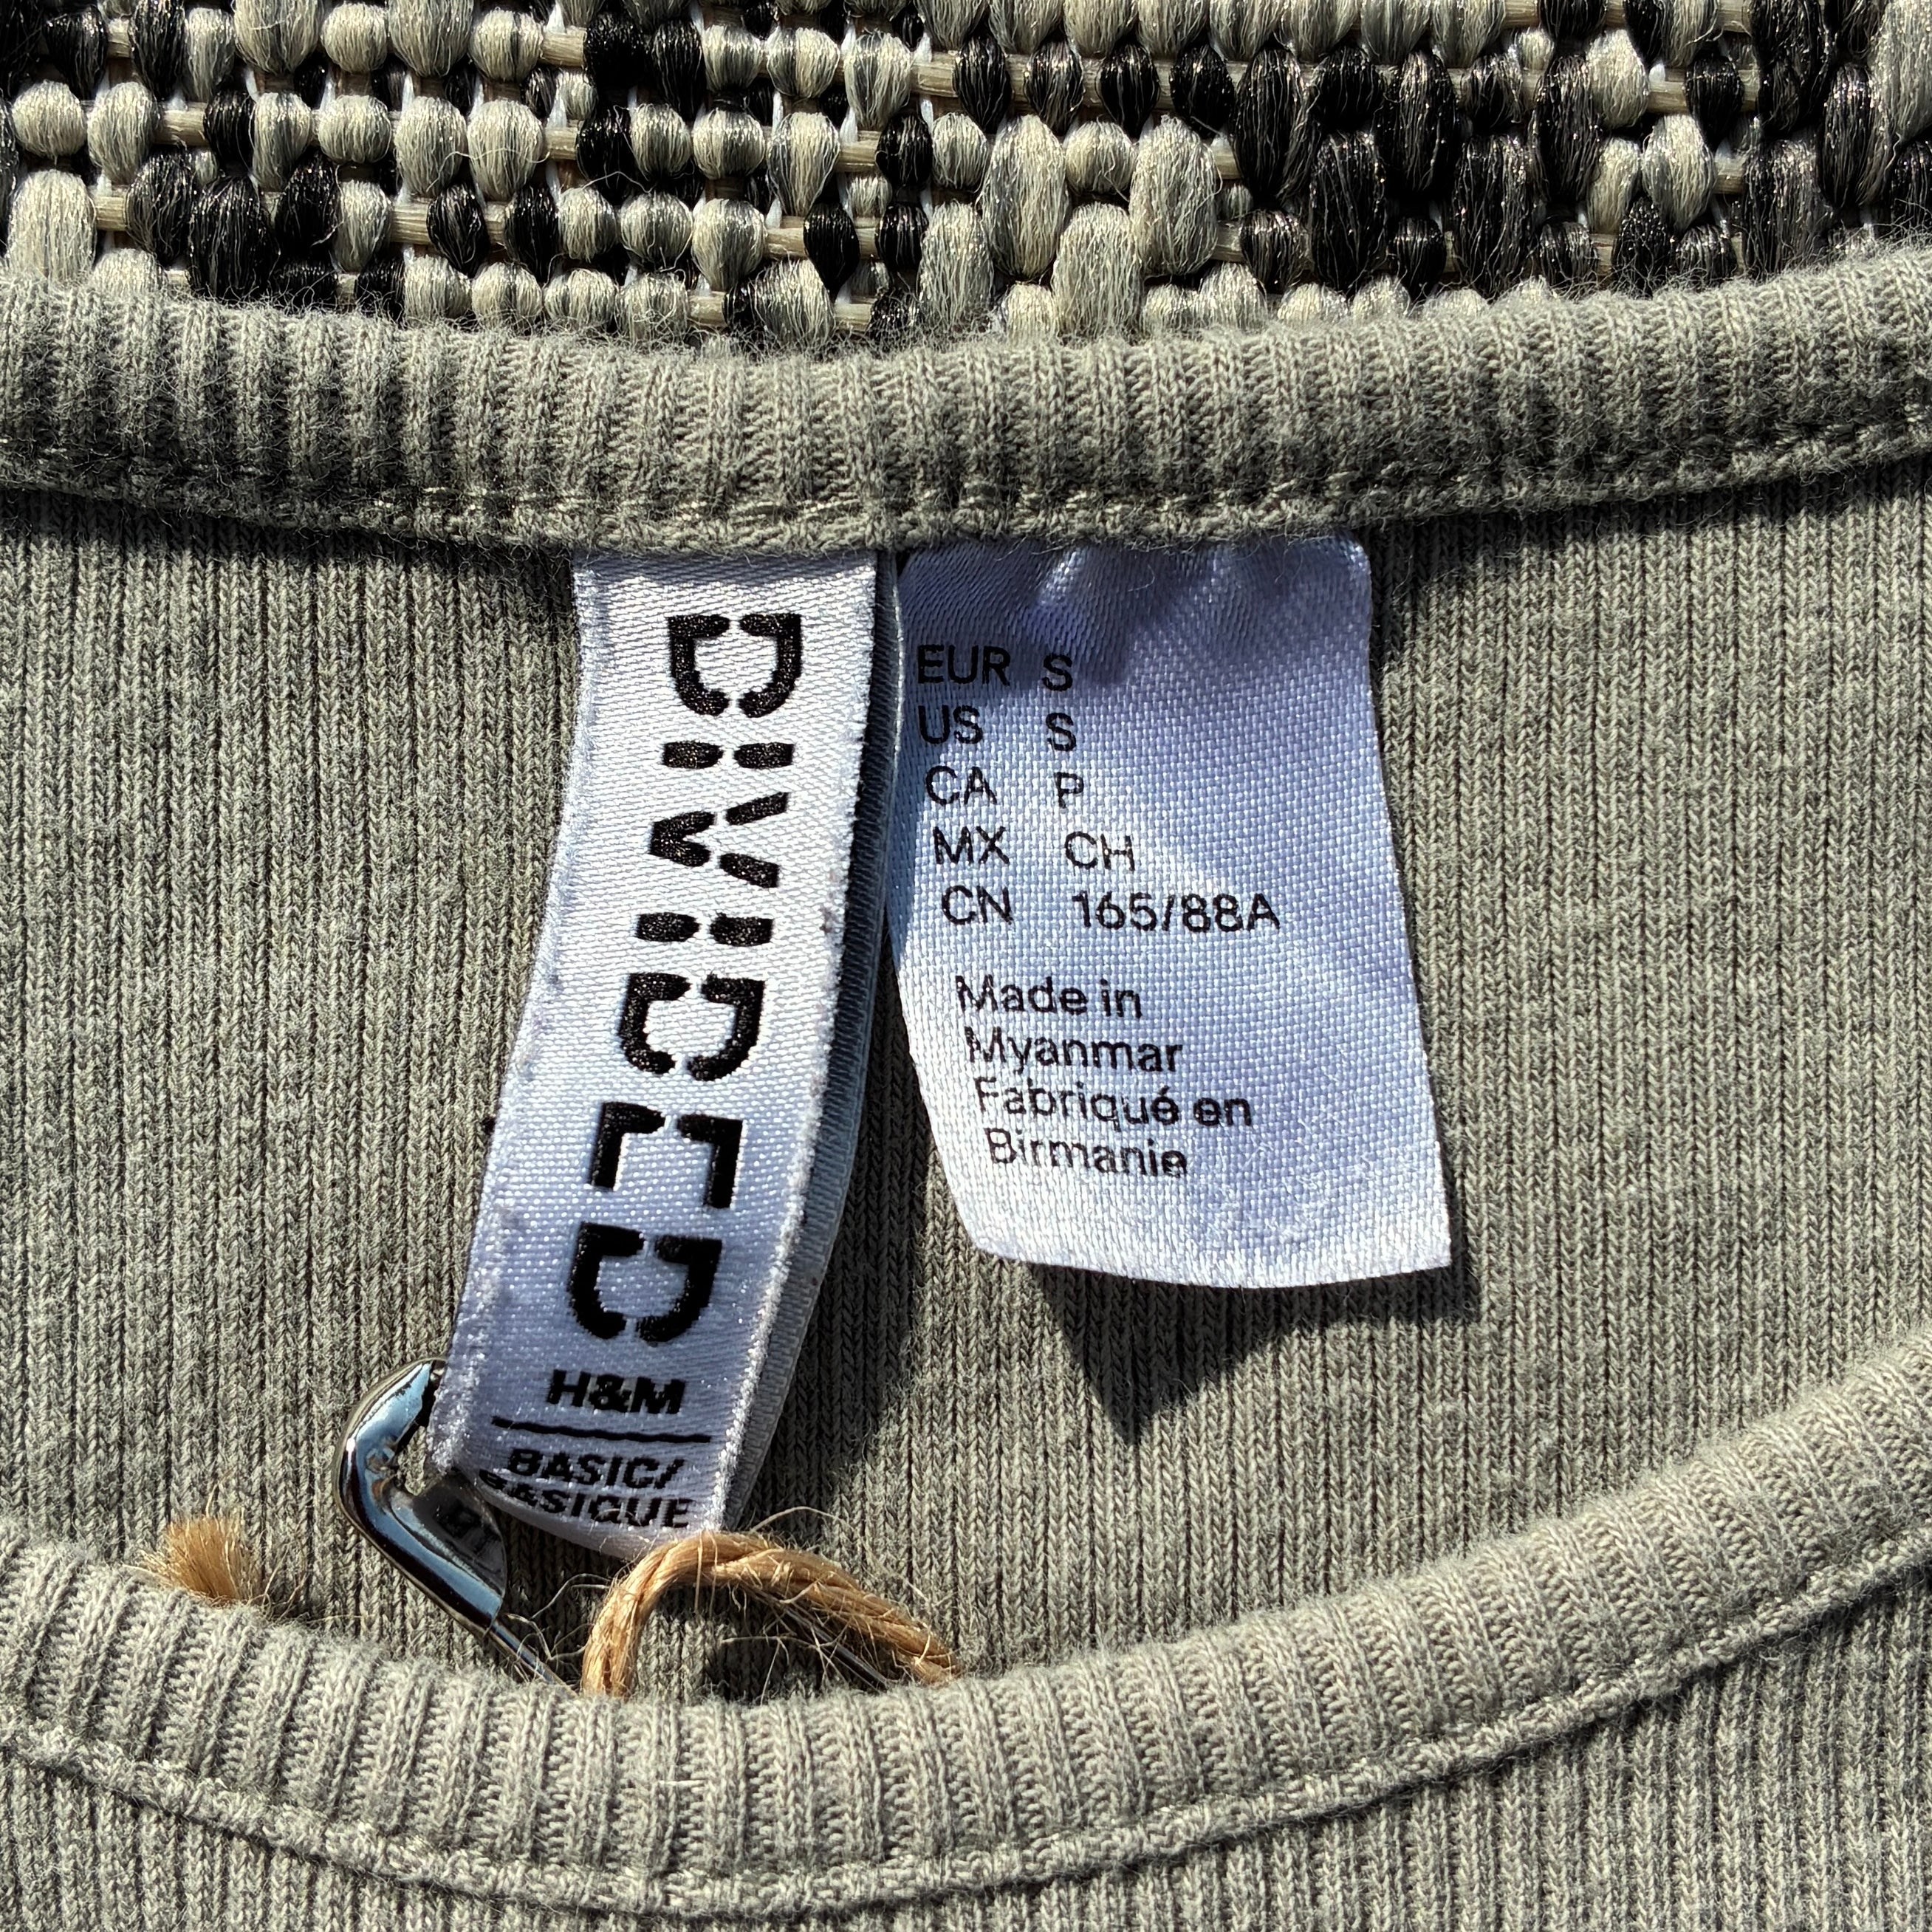 DIVIDED
H&M
BASIC/
BASIQUE
EUR S
US S
CA P
MX CH
CN 165/88A
Made in
Myanmar
Fabriqué en
Birmanie